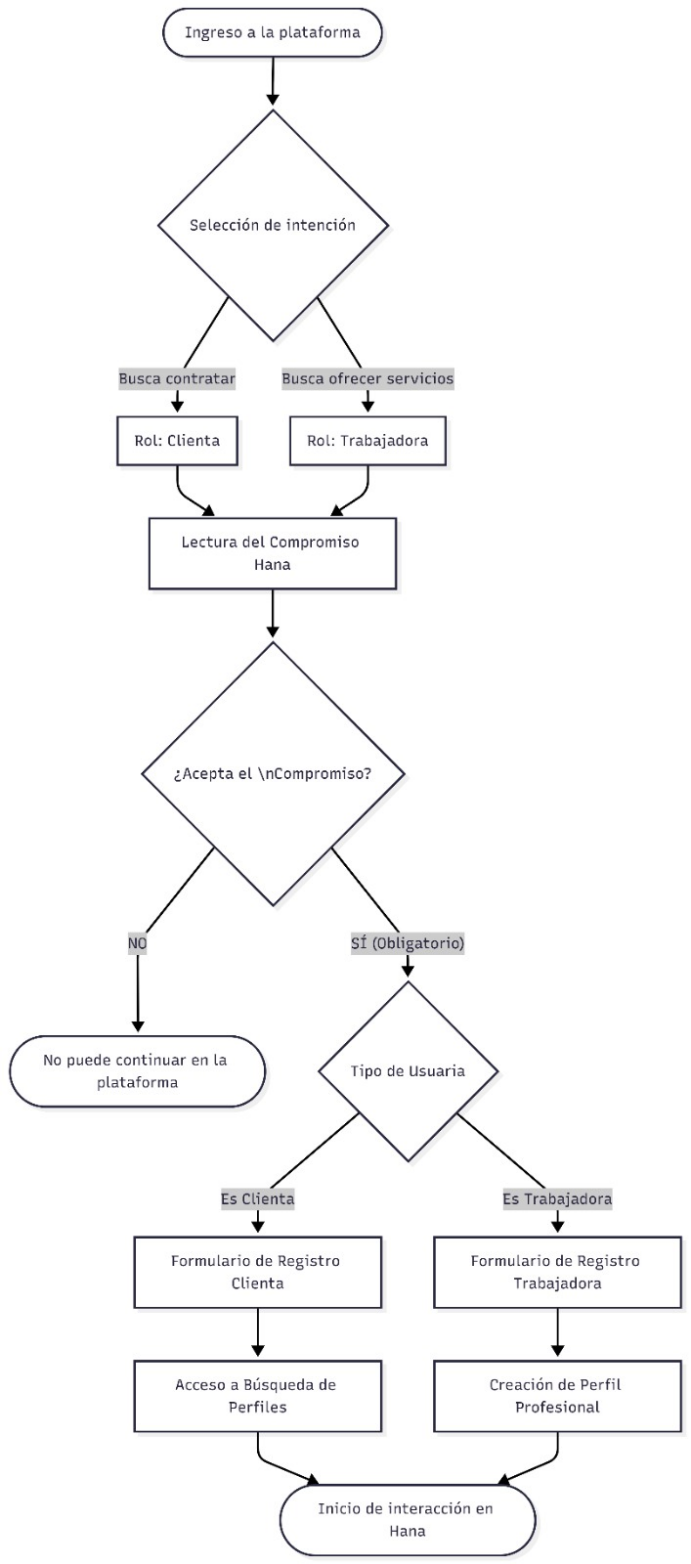 Ingreso a la plataforma
Selección de intención
Busca contratar
Busca ofrecer servicios
Rol: Clienta
Rol: Trabajadora
Lectura del Compromiso
Hana
¿Acepta el \nCompromiso?
NO
SÍ (Obligatorio)
No puede continuar en la
plataforma
Tipo de Usuaria
Es Clienta
Es Trabajadora
Formulario de Registro
Clienta
Formulario de Registro
Trabajadora
Acceso a Búsqueda de
Perfiles
Creación de Perfil
Profesional
Inicio de interacción en
Hana